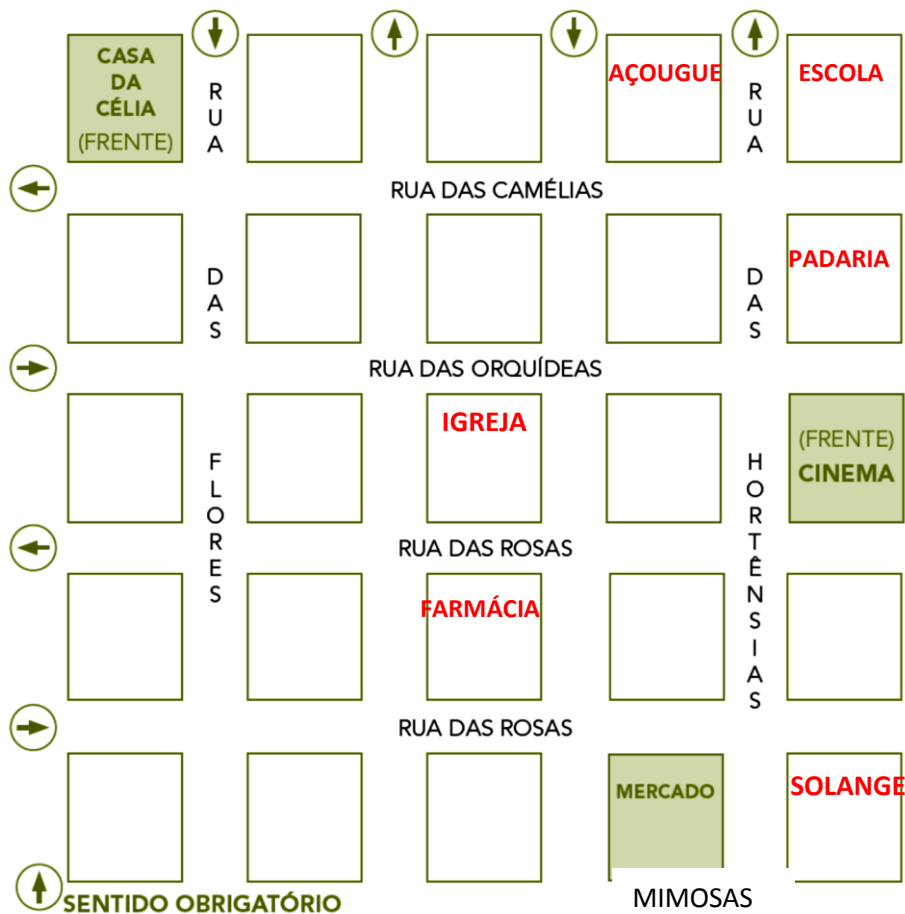 CASA
DA
CÉLIA
(FRENTE)
RUA
AÇOUGUE
RUA
ESCOLA
RUA DAS CAMÉLIAS
DAS
DAS
PADARIA
RUA DAS ORQUÍDEAS
FLORES
IGREJA
HORTÊNSIAS
(FRENTE)
CINEMA
RUA DAS ROSAS
FARMÁCIA
RUA DAS ROSAS
MERCADO
SOLANGE
SENTIDO OBRIGATÓRIO
MIMOSAS